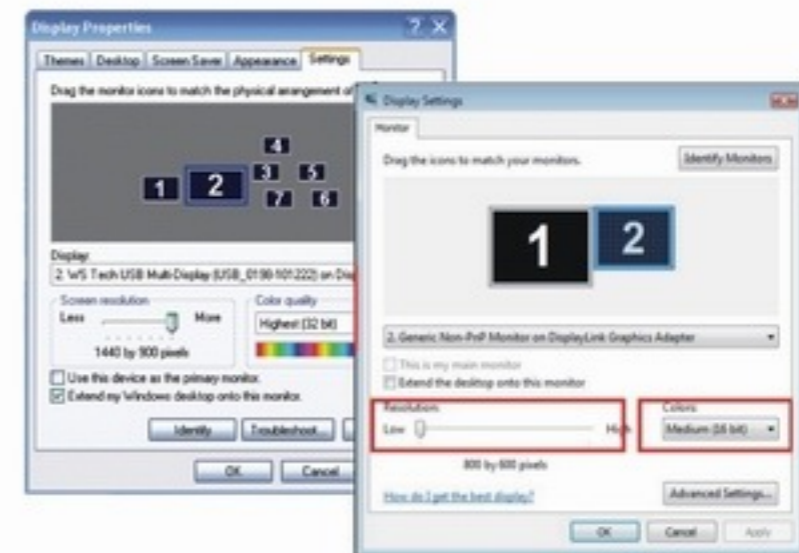 Display Properties
Themes Desktop Screen Saver Appearance Settings
Drag the monitor icons to match the physical arrangement of
4
3 5
1 2
7 6
Display:
2. WS Tech USB Multi-Display (USB_0198-101222) on
Screen resolution
Less More
1440 by 900 pixels
Color quality
Highest (32 bit)
Use this device as the primary monitor.
Extend my Windows desktop onto this monitor.
Identify Troubleshoot...
OK Cancel
Display Settings
Monitor
Drag the icons to match your monitors.
Identify Monitors
1 2
2. Generic Non-PnP Monitor on DisplayLink Graphics Adapter
This is my main monitor
Extend the desktop onto this monitor
Resolution:
Low High
800 by 600 pixels
Colors:
Medium (16 bit)
How do I get the best display?
Advanced Settings...
OK Cancel Apply